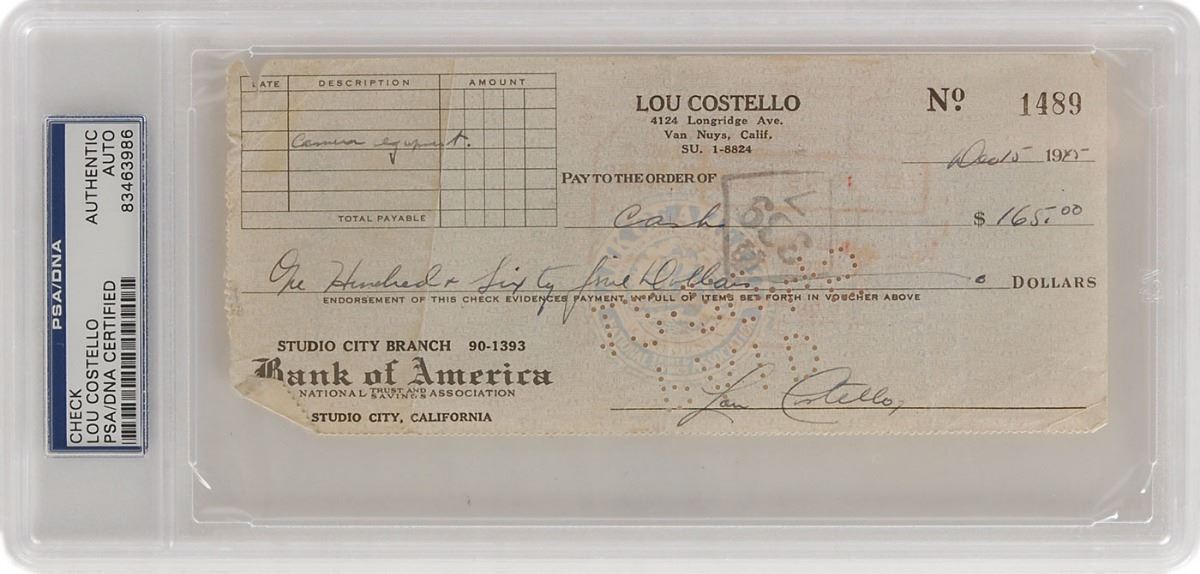 PSA/DNA
CHECK
LOU COSTELLO
PSA/DNA CERTIFIED
AUTHENTIC
AUTO
83463986
DATE DESCRIPTION AMOUNT
Camera equipment.
TOTAL PAYABLE
LOU COSTELLO
4124 Longridge Ave.
Van Nuys, Calif.
SU. 1-8824
Nº 1489
Dec 15 1945
PAY TO THE ORDER OF
Cash $ 165.00
One Hundred & Sixty five Dollars DOLLARS
ENDORSEMENT OF THIS CHECK EVIDENCES PAYMENT IN FULL OF ITEMS SET FORTH IN VOUCHER ABOVE
STUDIO CITY BRANCH 90-1393
Bank of America
NATIONAL TRUST AND SAVINGS ASSOCIATION
STUDIO CITY, CALIFORNIA
Lou Costello